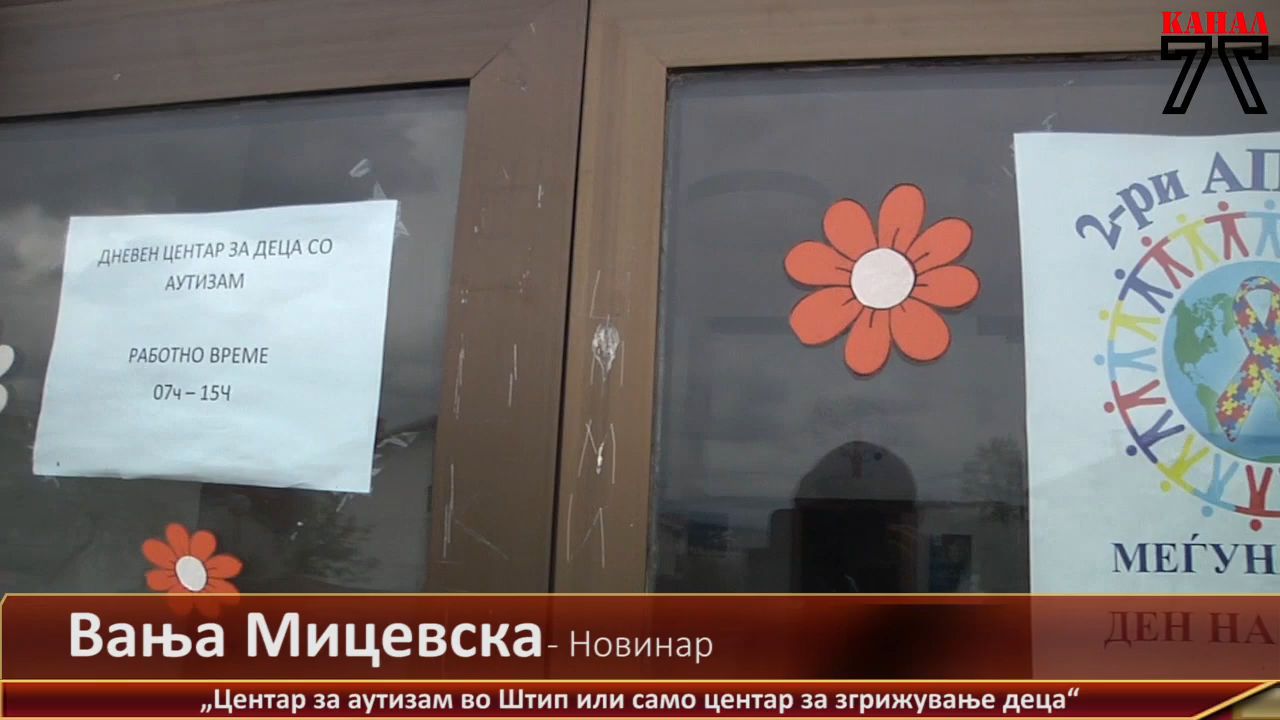 КАНАЛ
77
ДНЕВЕН ЦЕНТАР ЗА ДЕЦА СО
АУТИЗАМ
РАБОТНО ВРЕМЕ
07ч – 15Ч
2-ри АП
МЕЃУН
ДЕН НА
Вања Мицевска - Новинар
„Центар за аутизам во Штип или само центар за згрижување деца“